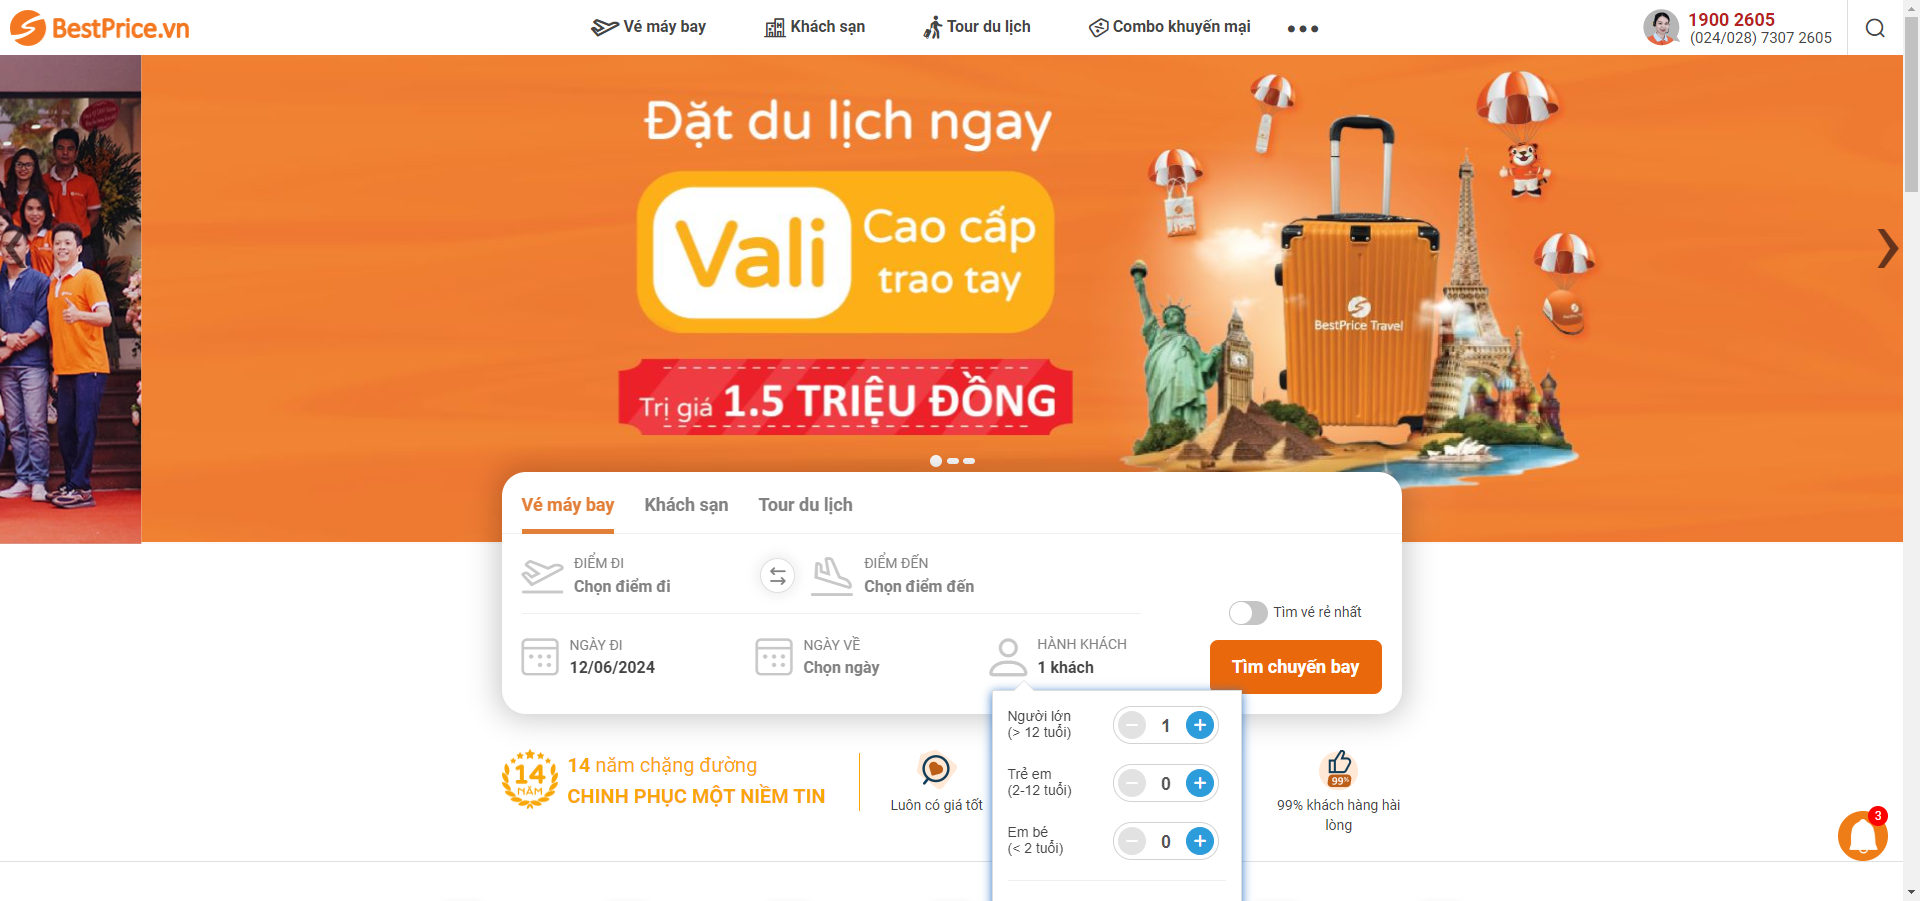 BestPrice.vn
Vé máy bay
Khách sạn
Tour du lịch
Combo khuyến mại
1900 2605
(024/028) 7307 2605
Đặt du lịch ngay
Vali
Cao cấp
trao tay
Trị giá 1.5 TRIỆU ĐỒNG
BestPrice Travel
Vé máy bay
Khách sạn
Tour du lịch
ĐIỂM ĐI
Chọn điểm đi
ĐIỂM ĐẾN
Chọn điểm đến
Tìm vé rẻ nhất
NGÀY ĐI
12/06/2024
NGÀY VỀ
Chọn ngày
HÀNH KHÁCH
1 khách
Tìm chuyến bay
Người lớn
(> 12 tuổi)
1
Trẻ em
(2-12 tuổi)
0
Em bé
(< 2 tuổi)
0
14
NĂM
14 năm chặng đường
CHINH PHỤC MỘT NIỀM TIN
Luôn có giá tốt
99%
99% khách hàng hài
lòng
3